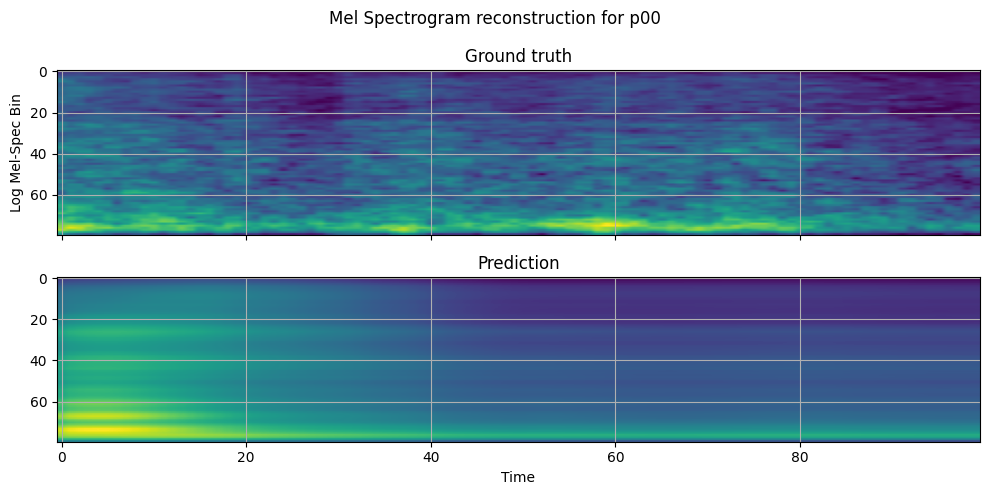 Mel Spectrogram reconstruction for p00
Ground truth
0
20
40
60
Log Mel-Spec Bin
Prediction
0
20
40
60
0 20 40 60 80
Time